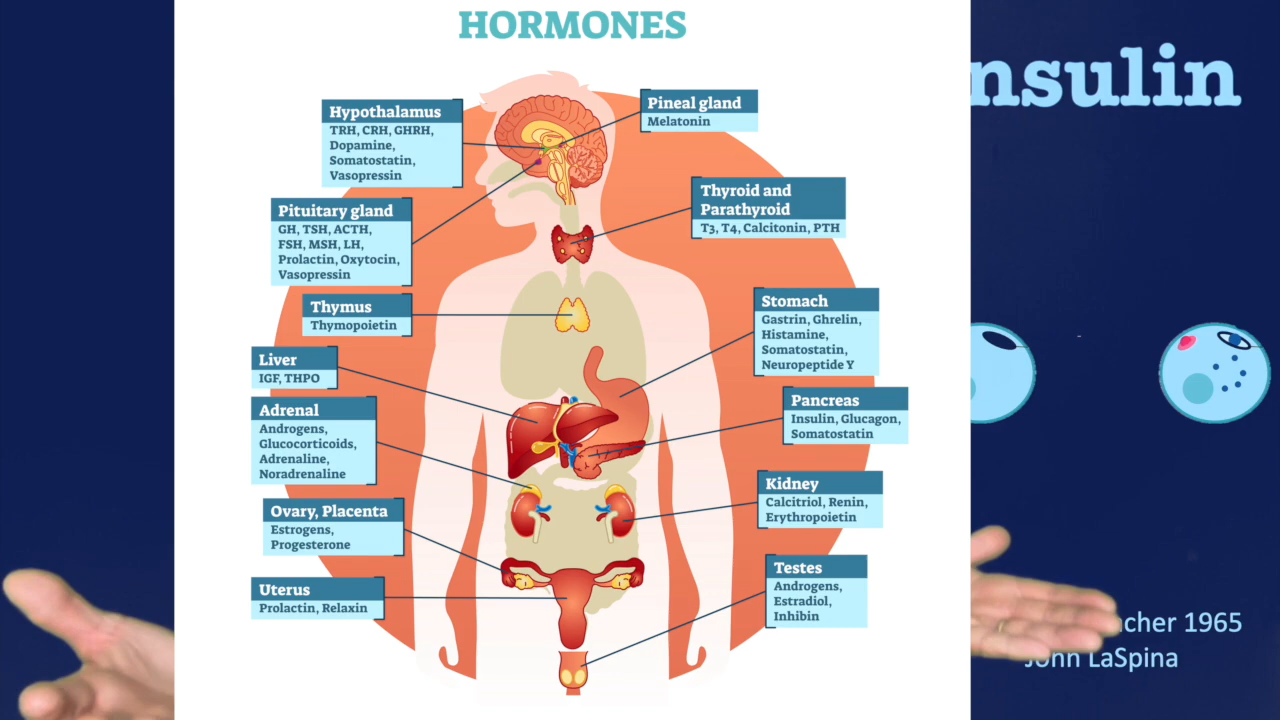 HORMONES
Hypothalamus
TRH, CRH, GHRH,
Dopamine,
Somatostatin,
Vasopressin
Pituitary gland
GH, TSH, ACTH,
FSH, MSH, LH,
Prolactin, Oxytocin,
Vasopressin
Thymus
Thymopoietin
Liver
IGF, THPO
Adrenal
Androgens,
Glucocorticoids,
Adrenaline,
Noradrenaline
Ovary, Placenta
Estrogens,
Progesterone
Uterus
Prolactin, Relaxin
Pineal gland
Melatonin
Thyroid and
Parathyroid
T3, T4, Calcitonin, PTH
Stomach
Gastrin, Ghrelin,
Histamine,
Somatostatin,
Neuropeptide Y
Pancreas
Insulin, Glucagon,
Somatostatin
Kidney
Calcitriol, Renin,
Erythropoietin
Testes
Androgens,
Estradiol,
Inhibin
nsulin
cher 1965
John LaSpina